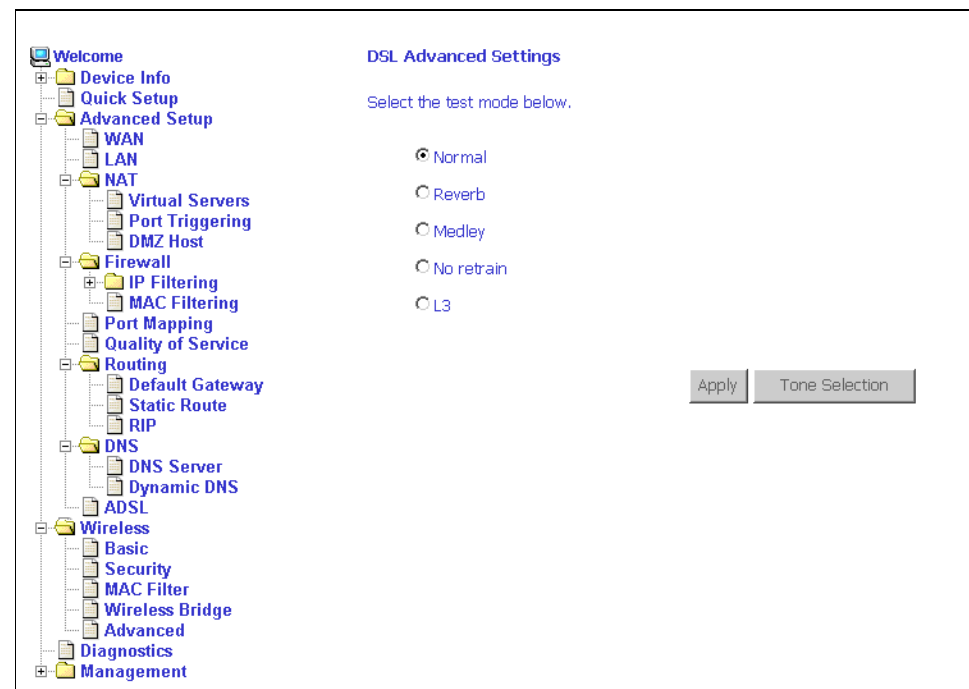 Welcome
Device Info
Quick Setup
Advanced Setup
WAN
LAN
NAT
Virtual Servers
Port Triggering
DMZ Host
Firewall
IP Filtering
MAC Filtering
Port Mapping
Quality of Service
Routing
Default Gateway
Static Route
RIP
DNS
DNS Server
Dynamic DNS
ADSL
Wireless
Basic
Security
MAC Filter
Wireless Bridge
Advanced
Diagnostics
Management
DSL Advanced Settings
Select the test mode below.
Normal
Reverb
Medley
No retrain
L3
Apply Tone Selection